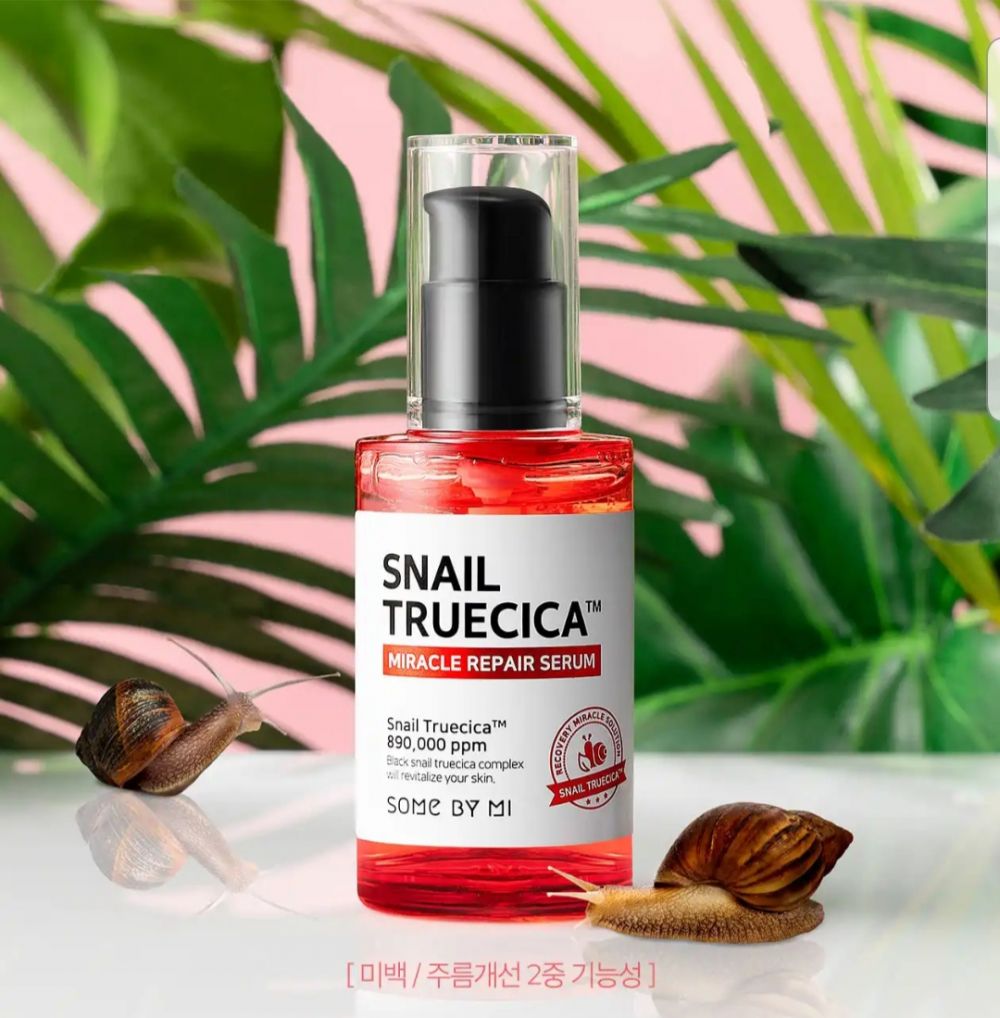 SNAIL
TRUECICA™
MIRACLE REPAIR SERUM
Snail Truecica™
890,000 ppm
Black snail truecica complex
will revitalize your skin.
SOME BY MI
RECOVERY MIRACLE SOLUTION
SNAIL TRUECICA™
[ 미백 / 주름개선 2중 기능성 ]